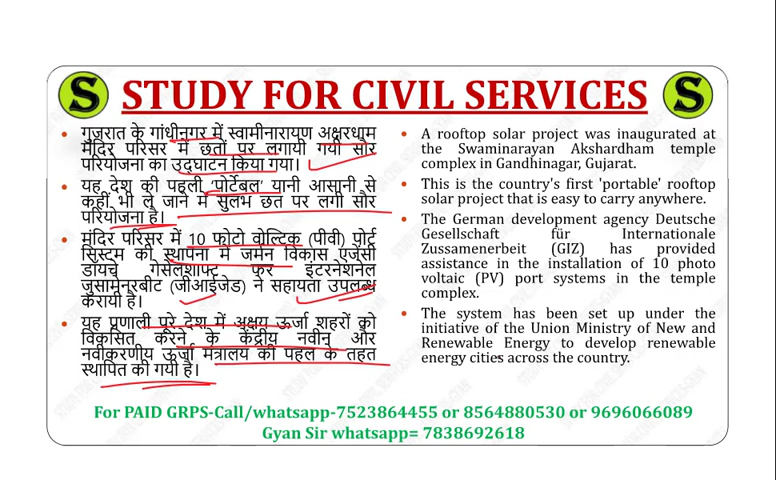 S STUDY FOR CIVIL SERVICES S
• गुजरात के गांधीनगर में स्वामीनारायण अक्षरधाम
मंदिर परिसर में छतों पर लगायी गयी सौर
परियोजना का उद्घाटन किया गया।
• यह देश की पहली 'पोर्टेबल' यानी आसानी से
कहीं भी ले जाने में सुलभ छत पर लगी सौर
परियोजना है।
• मंदिर परिसर में 10 फोटो वोल्टिक (पीवी) पोर्ट
सिस्टम की स्थापना में जर्मन विकास एजेंसी
डॉयचे गेसेलशाफ्ट फर इंटरनेशनेल
जुसामेनरबीट (जीआईजेड) ने सहायता उपलब्ध
करायी है।
• यह प्रणाली पूरे देश में अक्षय ऊर्जा शहरों को
विकसित करने के केंद्रीय नवीन और
नवीकरणीय ऊर्जा मंत्रालय की पहल के तहत
स्थापित की गयी है।
• A rooftop solar project was inaugurated at
the Swaminarayan Akshardham temple
complex in Gandhinagar, Gujarat.
• This is the country's first 'portable' rooftop
solar project that is easy to carry anywhere.
• The German development agency Deutsche
Gesellschaft für Internationale
Zussamenerbeit (GIZ) has provided
assistance in the installation of 10 photo
voltaic (PV) port systems in the temple
complex.
• The system has been set up under the
initiative of the Union Ministry of New and
Renewable Energy to develop renewable
energy cities across the country.
For PAID GRPS-Call/whatsapp-7523864455 or 8564880530 or 9696066089
Gyan Sir whatsapp= 7838692618